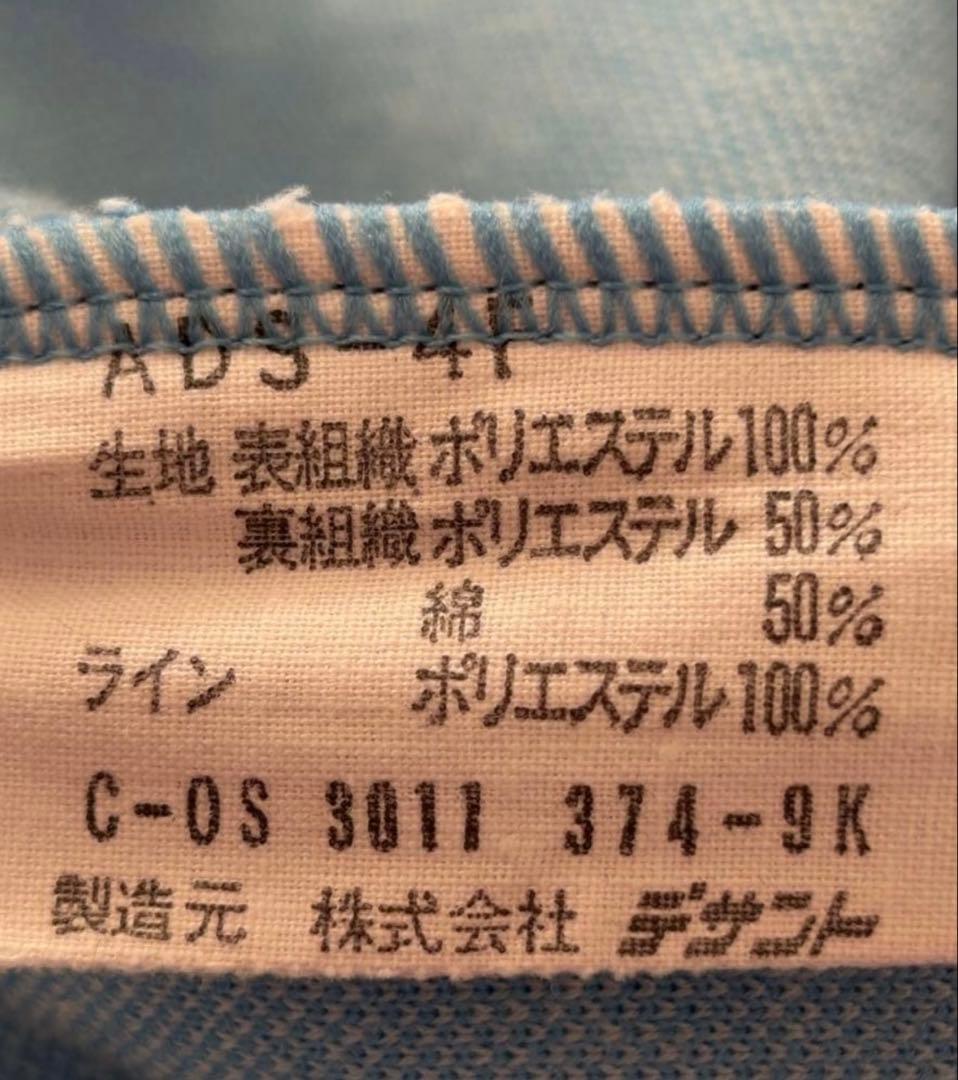 ADS-4F
生地 表組織 ポリエステル100%
裏組織 ポリエステル 50%
綿 50%
ライン ポリエステル100%
C-OS 3011 374-9K
製造元 株式会社 デサント